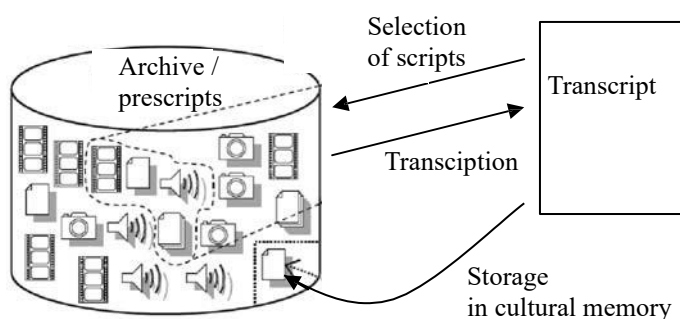 Archive /
prescripts
Selection
of scripts
Transcript
Transciption
Storage
in cultural memory